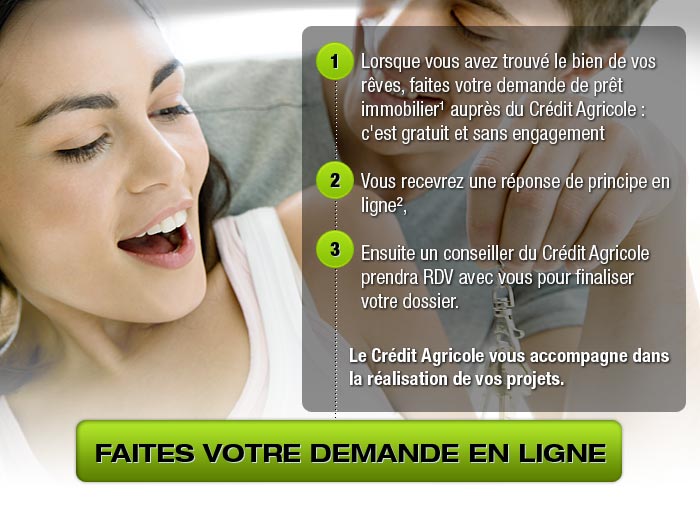 1 Lorsque vous avez trouvé le bien de vos
rêves, faites votre demande de prêt
immobilier¹ auprès du Crédit Agricole :
c'est gratuit et sans engagement
2 Vous recevrez une réponse de principe en
ligne²,
3 Ensuite un conseiller du Crédit Agricole
prendra RDV avec vous pour finaliser
votre dossier.
Le Crédit Agricole vous accompagne dans
la réalisation de vos projets.
FAITES VOTRE DEMANDE EN LIGNE